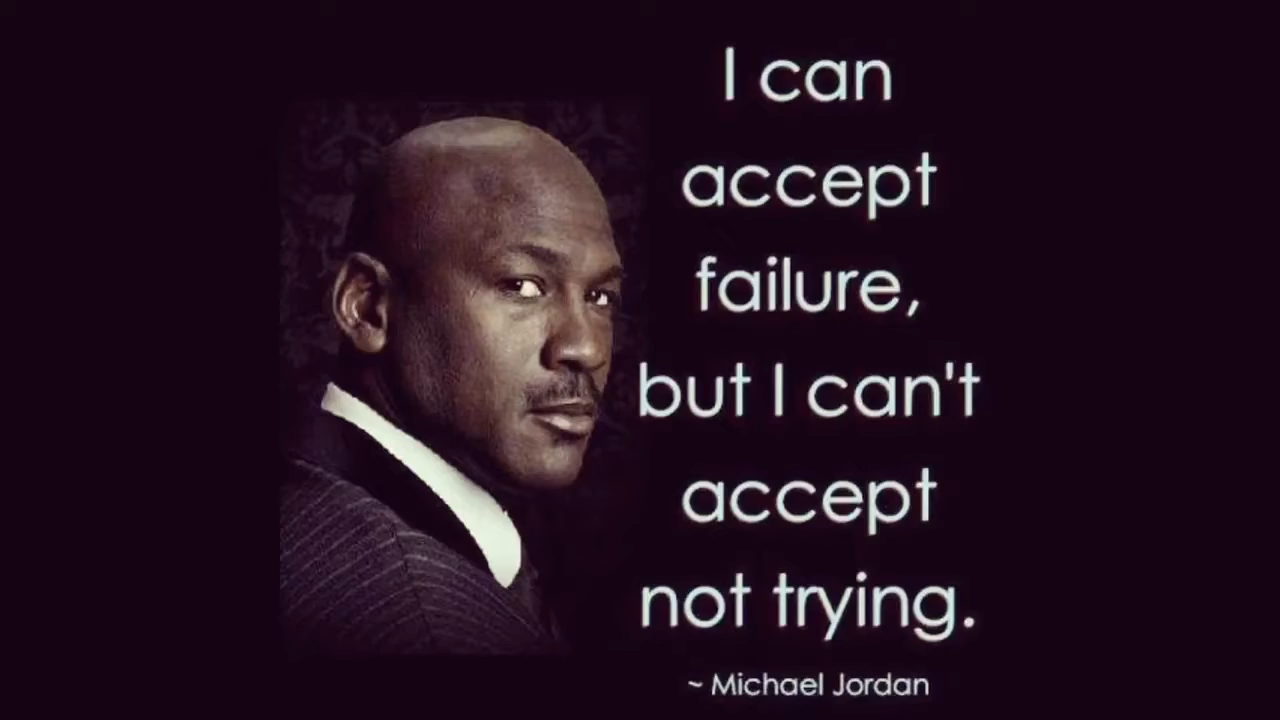 I can
accept
failure,
but I can't
accept
not trying.
~ Michael Jordan